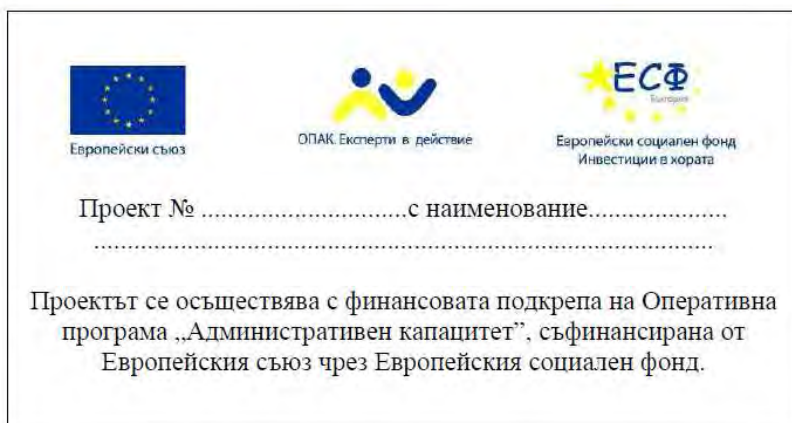 ЕСФ
България
Европейски съюз
ОПАК. Експерти в действие
Европейски социален фонд
Инвестиции в хората
Проект № ...............................с наименование.....................
.............................................................................................
Проектът се осъществява с финансовата подкрепа на Оперативна
програма „Административен капацитет”, съфинансирана от
Европейския съюз чрез Европейския социален фонд.